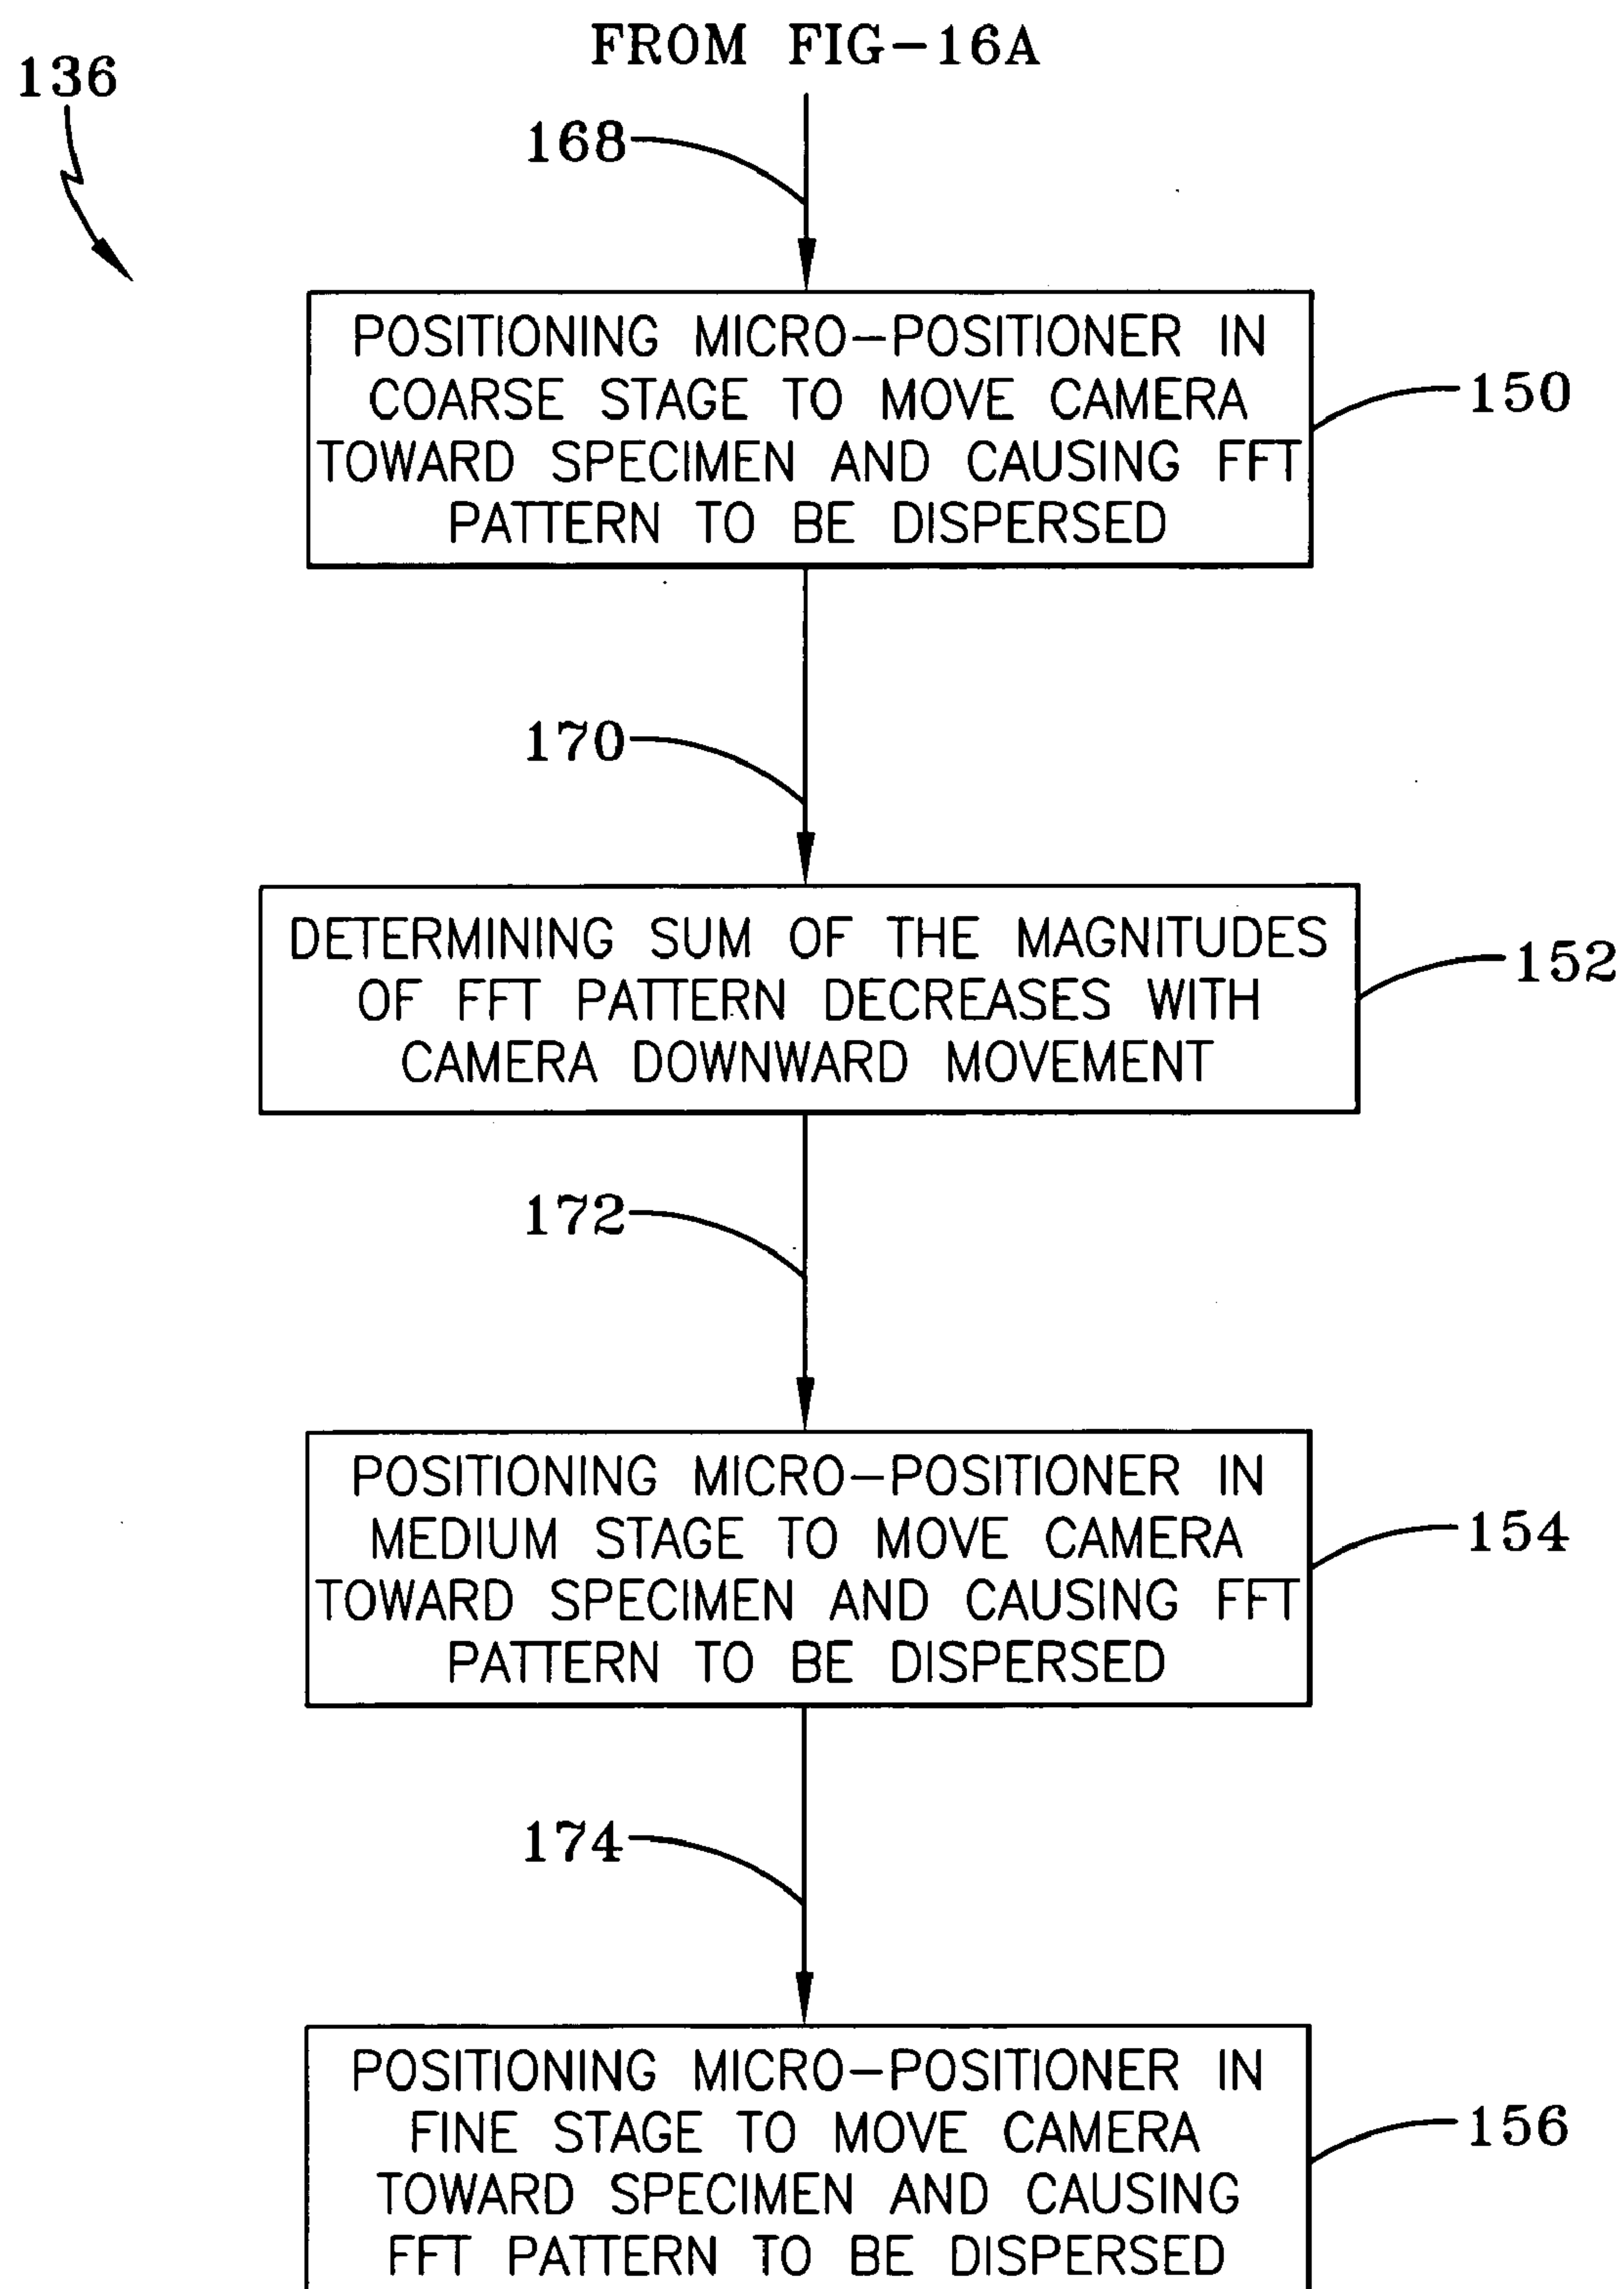 FROM FIG-16A
136
168
POSITIONING MICRO-POSITIONER IN
COARSE STAGE TO MOVE CAMERA
TOWARD SPECIMEN AND CAUSING FFT
PATTERN TO BE DISPERSED
150
170
DETERMINING SUM OF THE MAGNITUDES
OF FFT PATTERN DECREASES WITH
CAMERA DOWNWARD MOVEMENT
152
172
POSITIONING MICRO-POSITIONER IN
MEDIUM STAGE TO MOVE CAMERA
TOWARD SPECIMEN AND CAUSING FFT
PATTERN TO BE DISPERSED
154
174
POSITIONING MICRO-POSITIONER IN
FINE STAGE TO MOVE CAMERA
TOWARD SPECIMEN AND CAUSING
FFT PATTERN TO BE DISPERSED
156